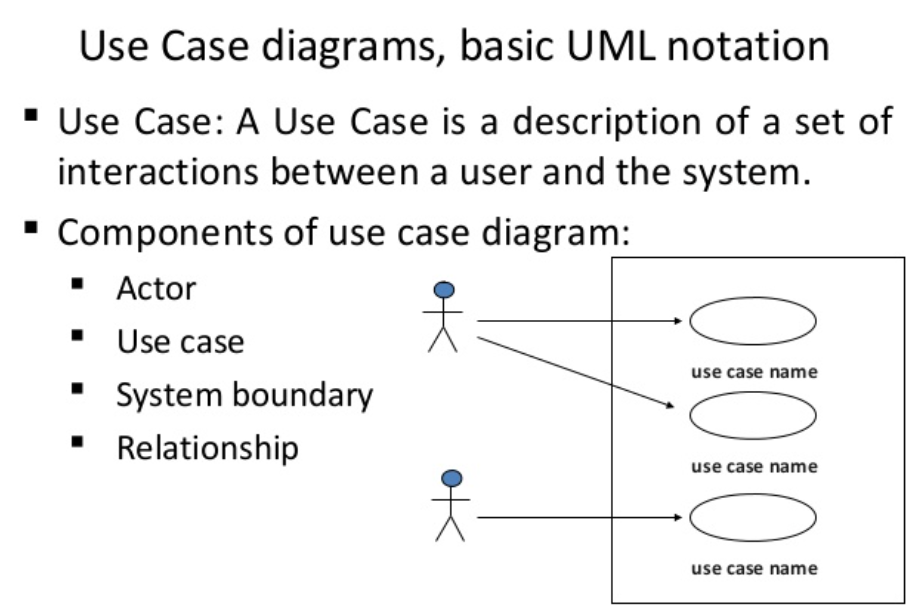 Use Case diagrams, basic UML notation
▪ Use Case: A Use Case is a description of a set of
interactions between a user and the system.
▪ Components of use case diagram:
▪ Actor
▪ Use case
▪ System boundary
▪ Relationship
use case name
use case name
use case name